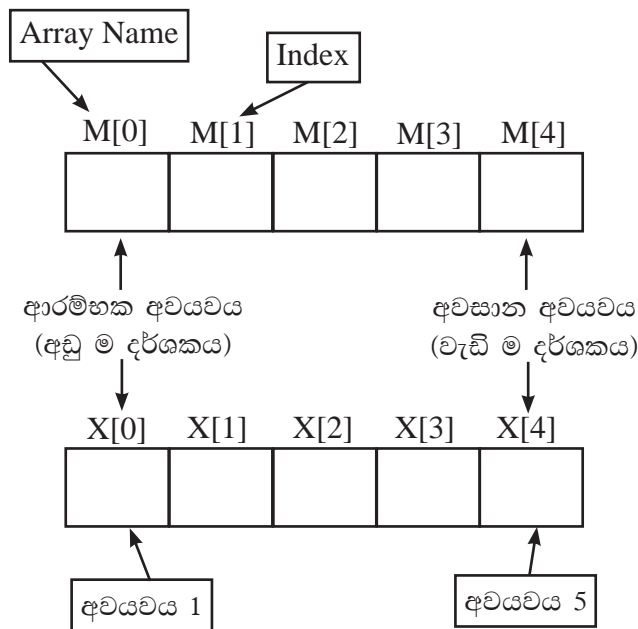 Array Name
Index
M[0] M[1] M[2] M[3] M[4]
ආරම්භක අවයවය
(අඩු ම දර්ශකය)
අවසාන අවයවය
(වැඩි ම දර්ශකය)
X[0] X[1] X[2] X[3] X[4]
අවයවය 1
අවයවය 5